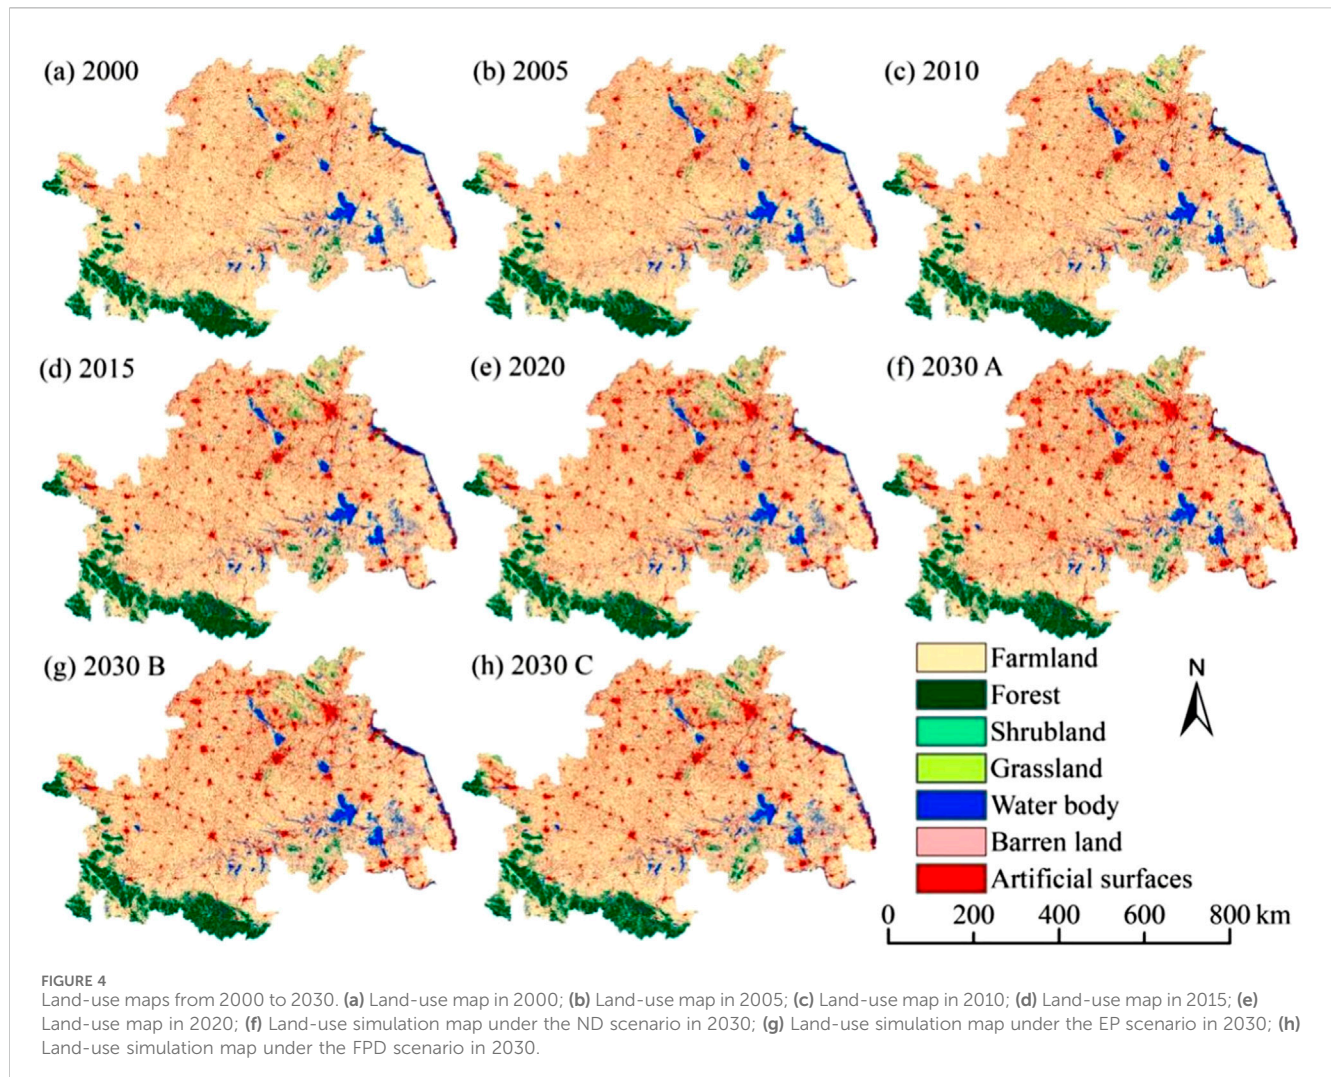 (a) 2000
(b) 2005
(c) 2010
(d) 2015
(e) 2020
(f) 2030 A
(g) 2030 B
(h) 2030 C
Farmland
Forest
Shrubland
Grassland
Water body
Barren land
Artificial surfaces
N
0 200 400 600 800 km
FIGURE 4
Land-use maps from 2000 to 2030. (a) Land-use map in 2000; (b) Land-use map in 2005; (c) Land-use map in 2010; (d) Land-use map in 2015; (e)
Land-use map in 2020; (f) Land-use simulation map under the ND scenario in 2030; (g) Land-use simulation map under the EP scenario in 2030; (h)
Land-use simulation map under the FPD scenario in 2030.